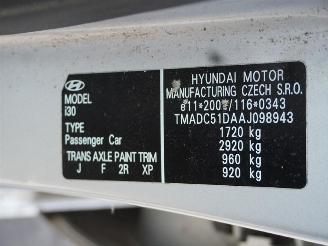 HYUNDAI
MODEL
i30
TYPE
Passenger Car
TRANS AXLE PAINT TRIM
J F 2R XP
HYUNDAI MOTOR
MANUFACTURING CZECH S.R.O.
e11*2001/116*0343
TMADC51DAAJ098943
1720 kg
2920 kg
960 kg
920 kg